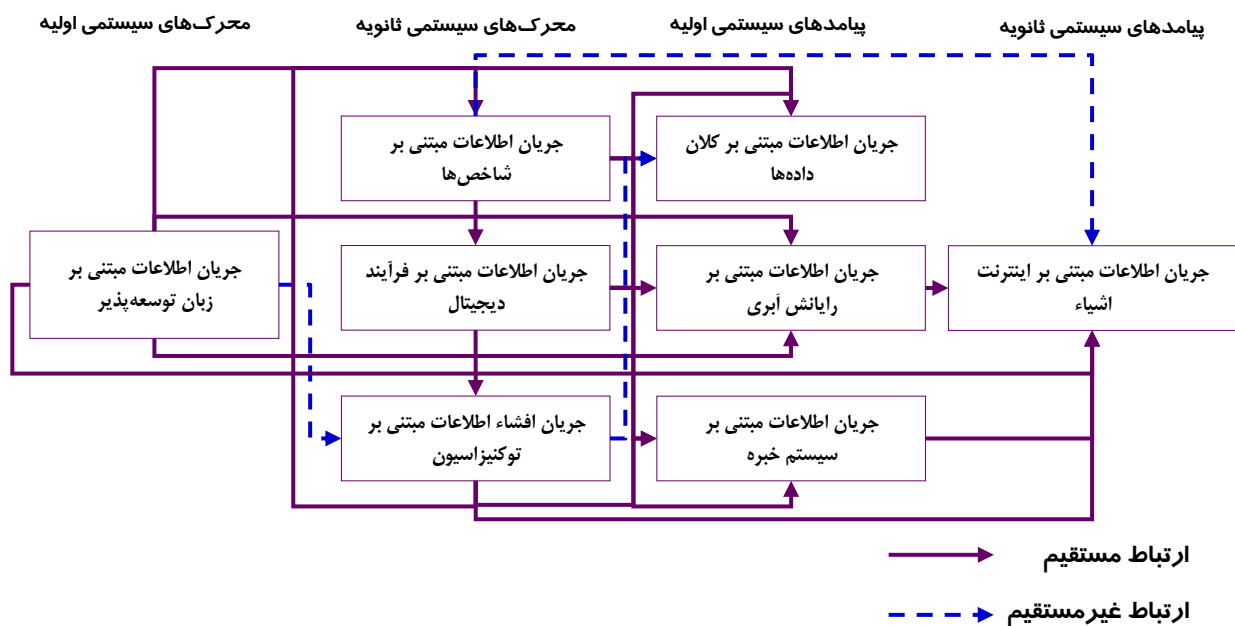 محرک‌های سیستمی اولیه
محرک‌های سیستمی ثانویه
پیامدهای سیستمی اولیه
پیامدهای سیستمی ثانویه
جریان اطلاعات مبتنی بر
شاخص‌ها
جریان اطلاعات مبتنی بر کلان
داده‌ها
جریان اطلاعات مبتنی بر
زبان توسعه‌پذیر
جریان اطلاعات مبتنی بر فرآیند
دیجیتال
جریان اطلاعات مبتنی بر
رایانش اَبری
جریان اطلاعات مبتنی بر اینترنت
اشیاء
جریان افشاء اطلاعات مبتنی بر
توکنیزاسیون
جریان اطلاعات مبتنی بر
سیستم خبره
ارتباط مستقیم
ارتباط غیرمستقیم